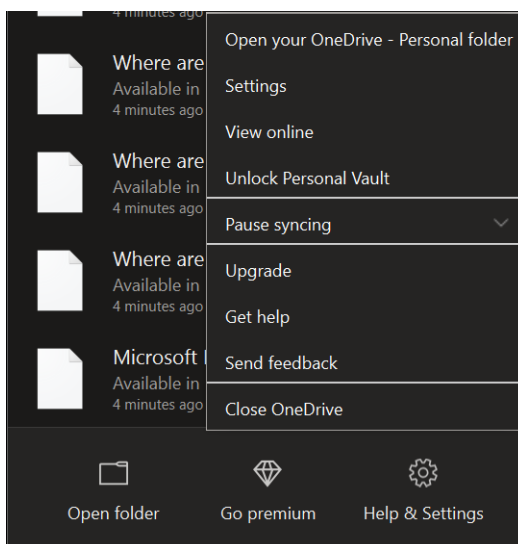 4 minutes ago
Where are
Available in
4 minutes ago
Where are
Available in
4 minutes ago
Where are
Available in
4 minutes ago
Microsoft
Available in
4 minutes ago
Open your OneDrive - Personal folder
Settings
View online
Unlock Personal Vault
Pause syncing
Upgrade
Get help
Send feedback
Close OneDrive
Open folder
Go premium
Help & Settings